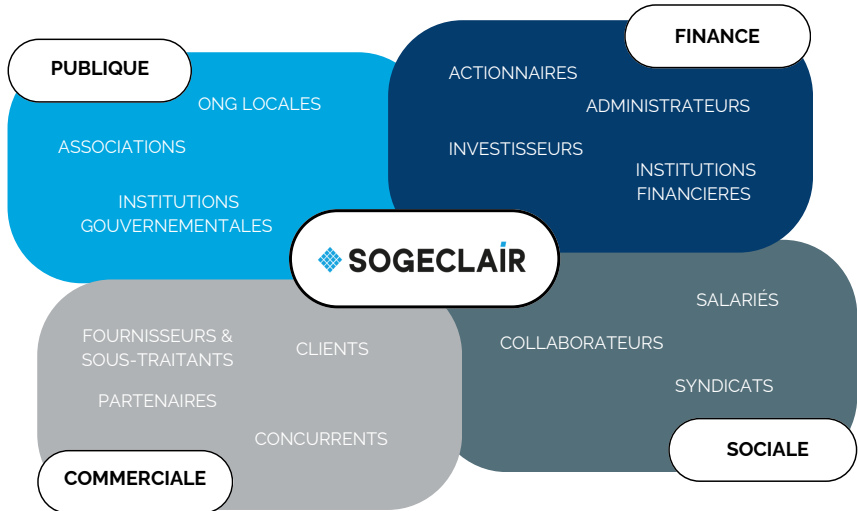 PUBLIQUE
ONG LOCALES
ASSOCIATIONS
INSTITUTIONS
GOUVERNEMENTALES
FINANCE
ACTIONNAIRES
ADMINISTRATEURS
INVESTISSEURS
INSTITUTIONS
FINANCIERES
SOGECLAIR
FOURNISSEURS &
SOUS-TRAITANTS
CLIENTS
PARTENAIRES
CONCURRENTS
COMMERCIALE
SALARIÉS
COLLABORATEURS
SYNDICATS
SOCIALE